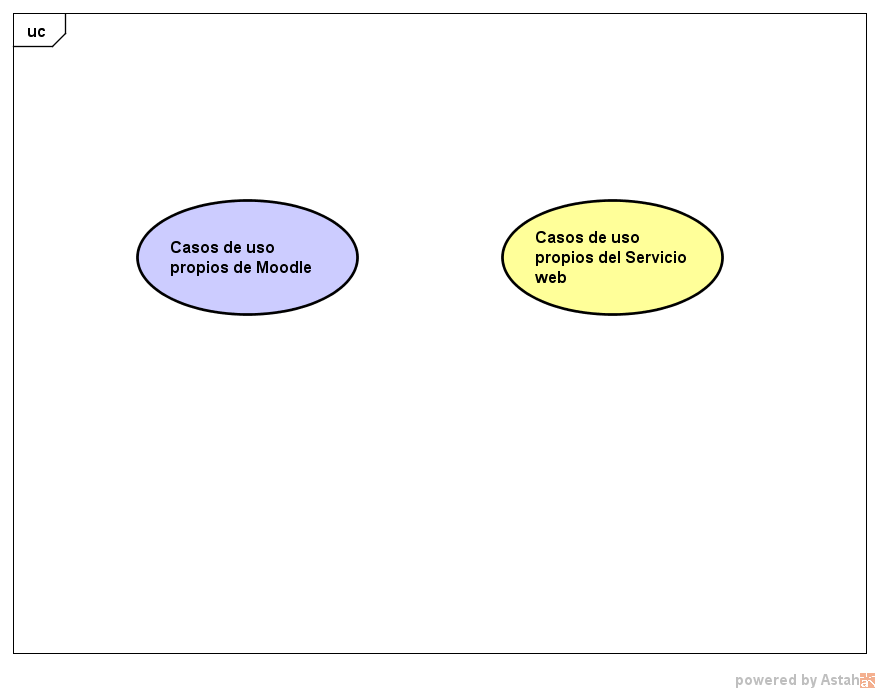 uc
Casos de uso
propios de Moodle
Casos de uso
propios del Servicio
web
powered by Astah